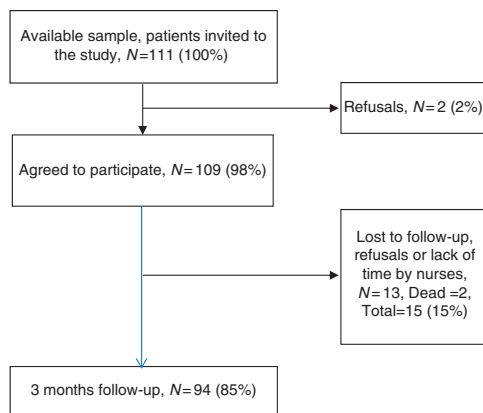 Available sample, patients invited to
the study, N=111 (100%)
Refusals, N=2 (2%)
Agreed to participate, N=109 (98%)
Lost to follow-up,
refusals or lack of
time by nurses,
N=13, Dead =2,
Total=15 (15%)
3 months follow-up, N=94 (85%)